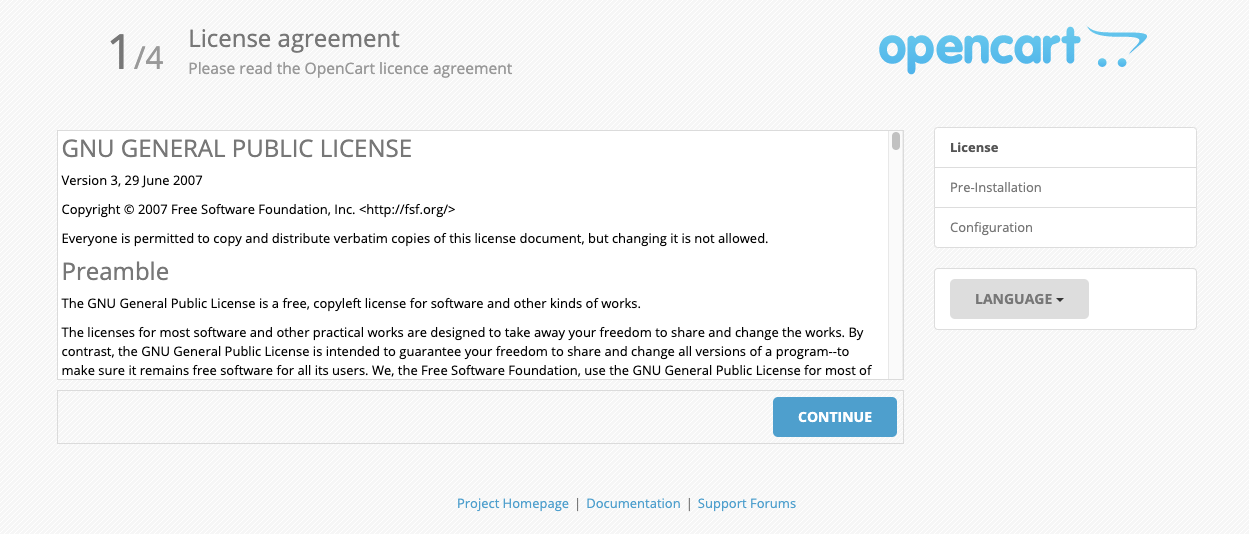 1/4
License agreement
Please read the OpenCart licence agreement
opencart
GNU GENERAL PUBLIC LICENSE
Version 3, 29 June 2007
Copyright © 2007 Free Software Foundation, Inc. <http://fsf.org/>
Everyone is permitted to copy and distribute verbatim copies of this license document, but changing it is not allowed.
Preamble
The GNU General Public License is a free, copyleft license for software and other kinds of works.
The licenses for most software and other practical works are designed to take away your freedom to share and change the works. By
contrast, the GNU General Public License is intended to guarantee your freedom to share and change all versions of a program--to
make sure it remains free software for all its users. We, the Free Software Foundation, use the GNU General Public License for most of
CONTINUE
License
Pre-Installation
Configuration
LANGUAGE
Project Homepage | Documentation | Support Forums